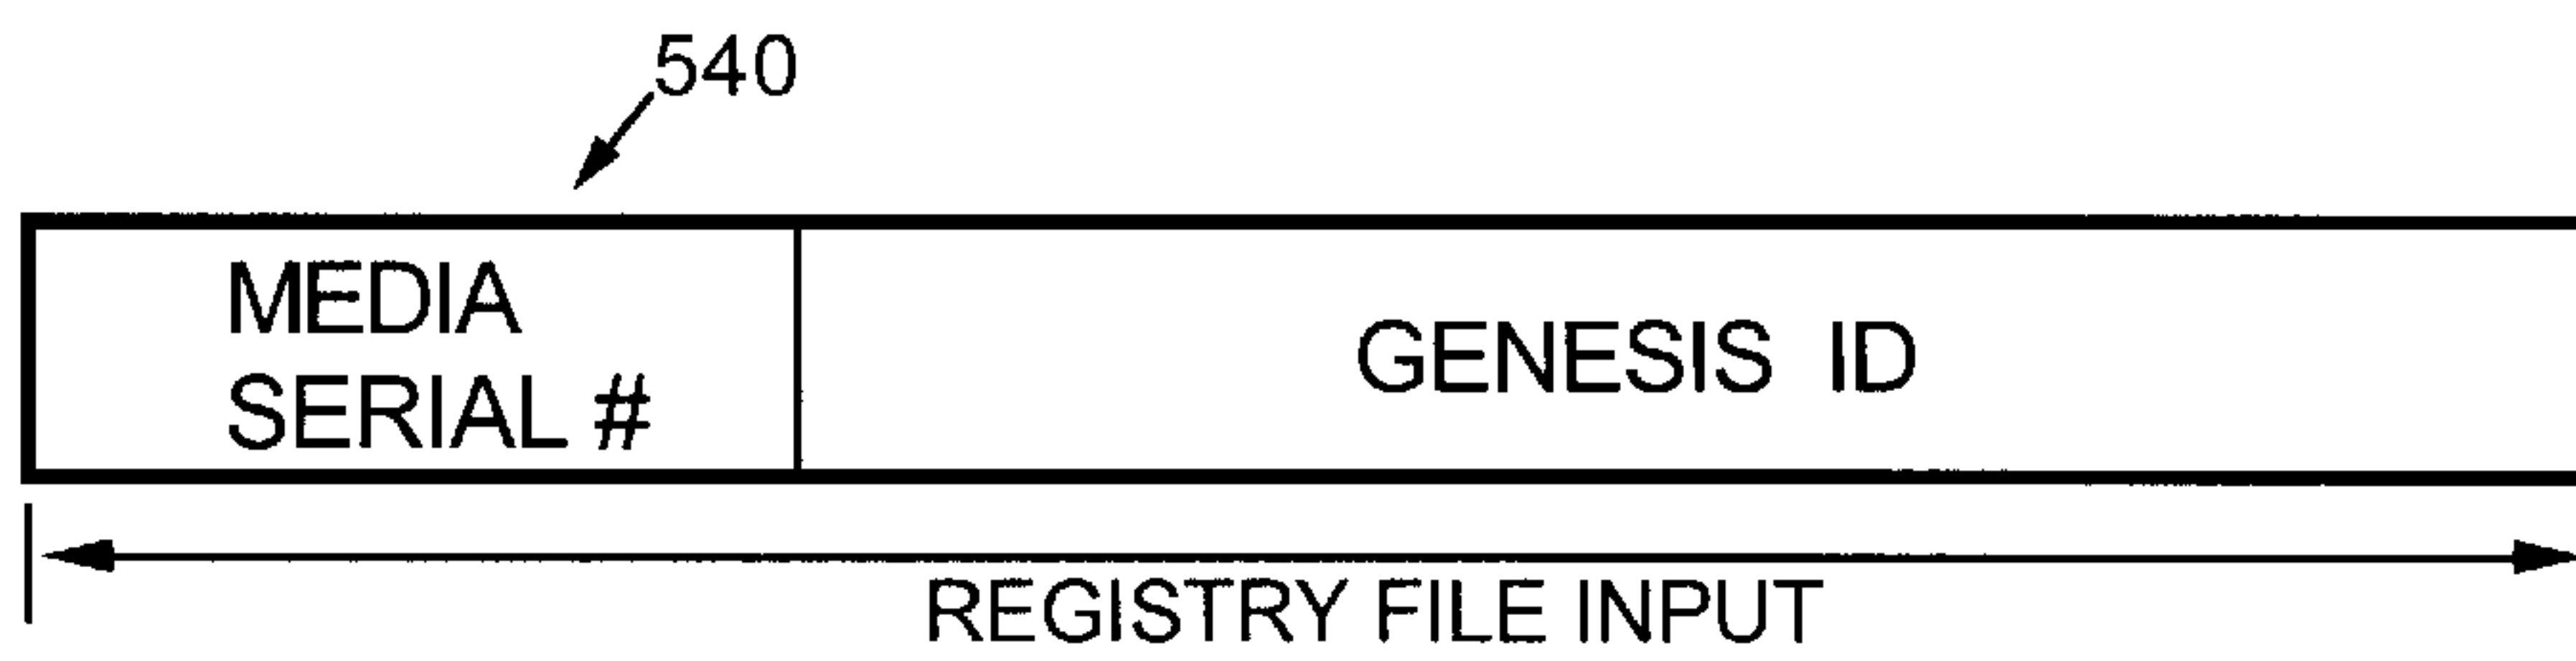 540
MEDIA
SERIAL #
GENESIS ID
REGISTRY FILE INPUT